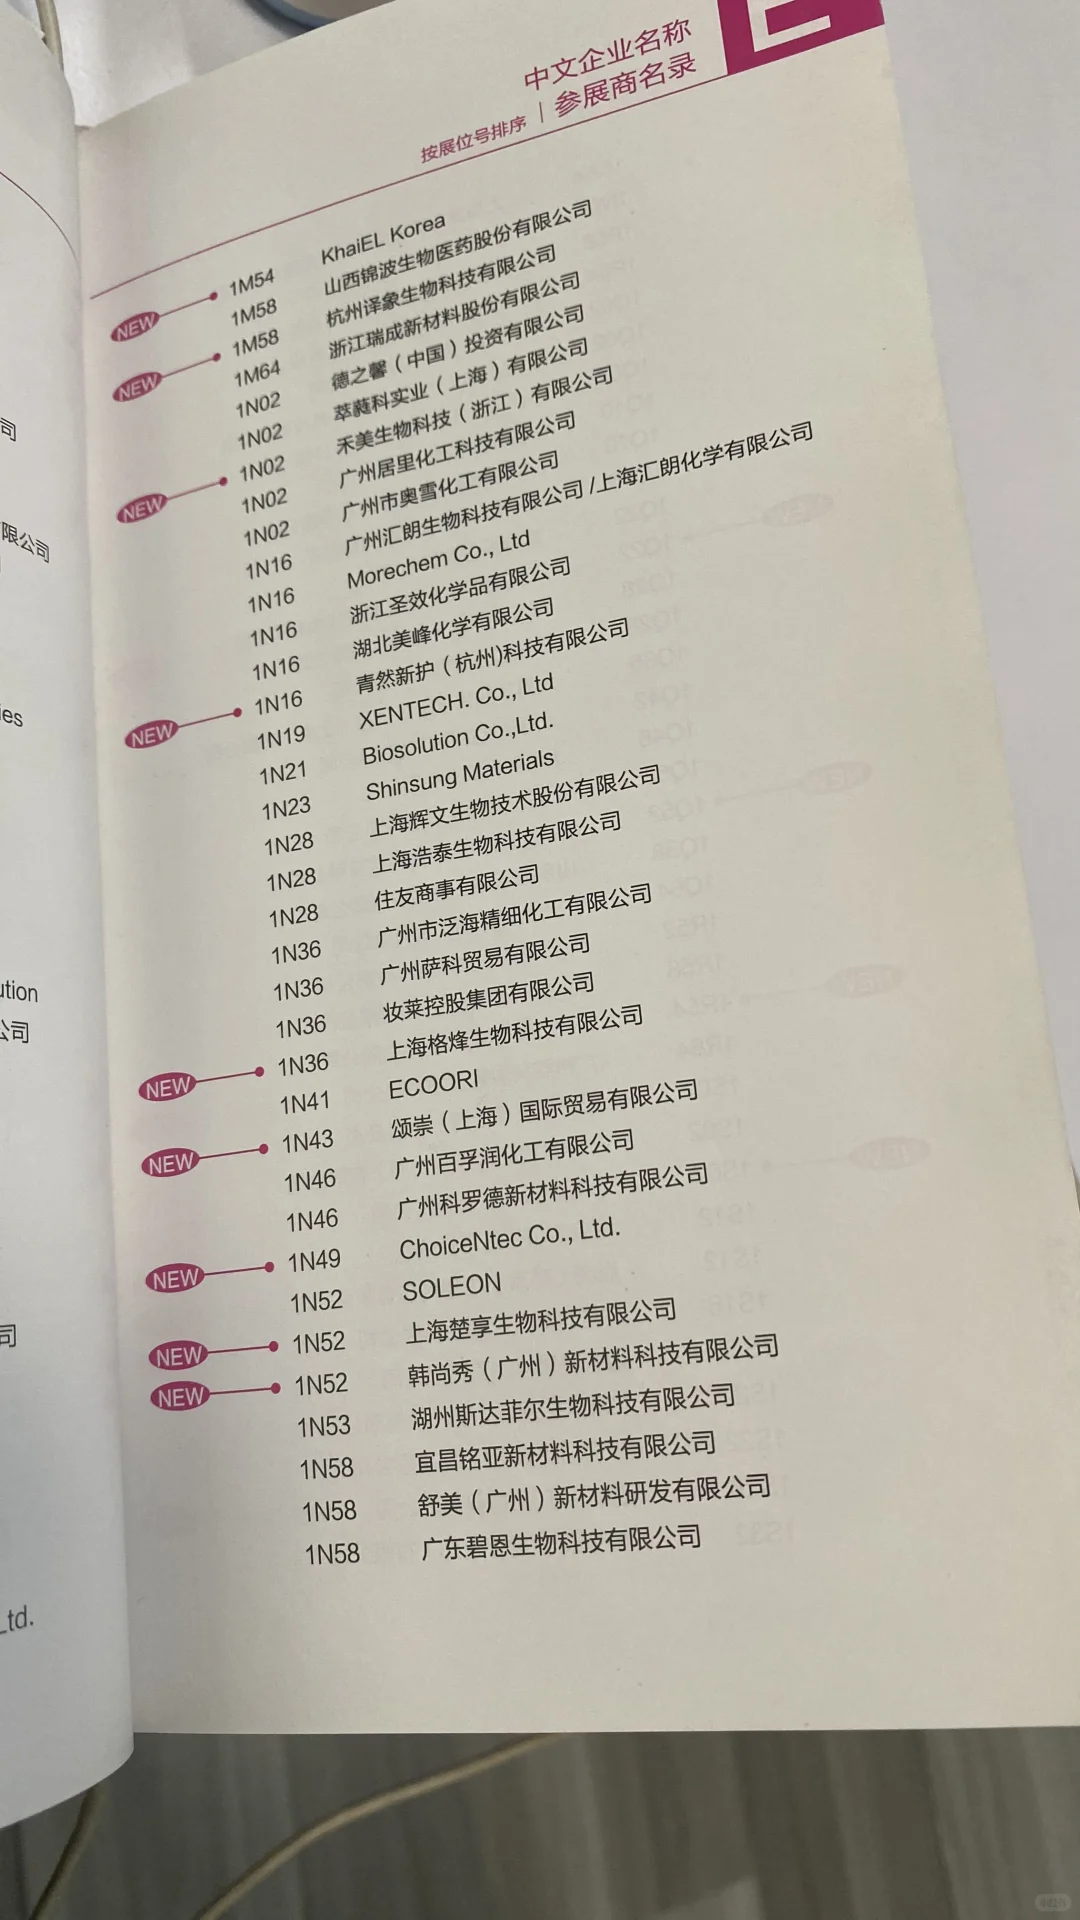 中文企业名称
按展位号排序 | 参展商名录
NEW 1M54 KhaiEL Korea
1M58 山西锦波生物医药股份有限公司
NEW 1M58 杭州译象生物科技有限公司
1M64 浙江瑞成新材料股份有限公司
1N02 德之馨（中国）投资有限公司
1N02 萃蕤科实业（上海）有限公司
NEW 1N02 禾美生物科技（浙江）有限公司
1N02 广州居里化工科技有限公司
1N02 广州市奥雪化工有限公司
1N16 广州汇朗生物科技有限公司 /上海汇朗化学有限公司
1N16 Morechem Co., Ltd
1N16 浙江圣效化学品有限公司
1N16 湖北美峰化学有限公司
NEW 1N16 青然新护（杭州)科技有限公司
1N19 XENTECH. Co., Ltd
1N21 Biosolution Co.,Ltd.
1N23 Shinsung Materials
1N28 上海辉文生物技术股份有限公司
1N28 上海浩泰生物科技有限公司
1N28 住友商事有限公司
1N36 广州市泛海精细化工有限公司
1N36 广州萨科贸易有限公司
1N36 妆莱控股集团有限公司
NEW 1N36 上海格烽生物科技有限公司
1N41 ECOORI
NEW 1N43 颂崇（上海）国际贸易有限公司
1N46 广州百孚润化工有限公司
1N46 广州科罗德新材料科技有限公司
NEW 1N49 ChoiceNtec Co., Ltd.
1N52 SOLEON
NEW 1N52 上海楚享生物科技有限公司
NEW 1N52 韩尚秀（广州）新材料科技有限公司
1N53 湖州斯达菲尔生物科技有限公司
1N58 宜昌铭亚新材料科技有限公司
1N58 舒美（广州）新材料研发有限公司
1N58 广东碧恩生物科技有限公司
司
限公司
ies
ution
公司
司
Ltd.